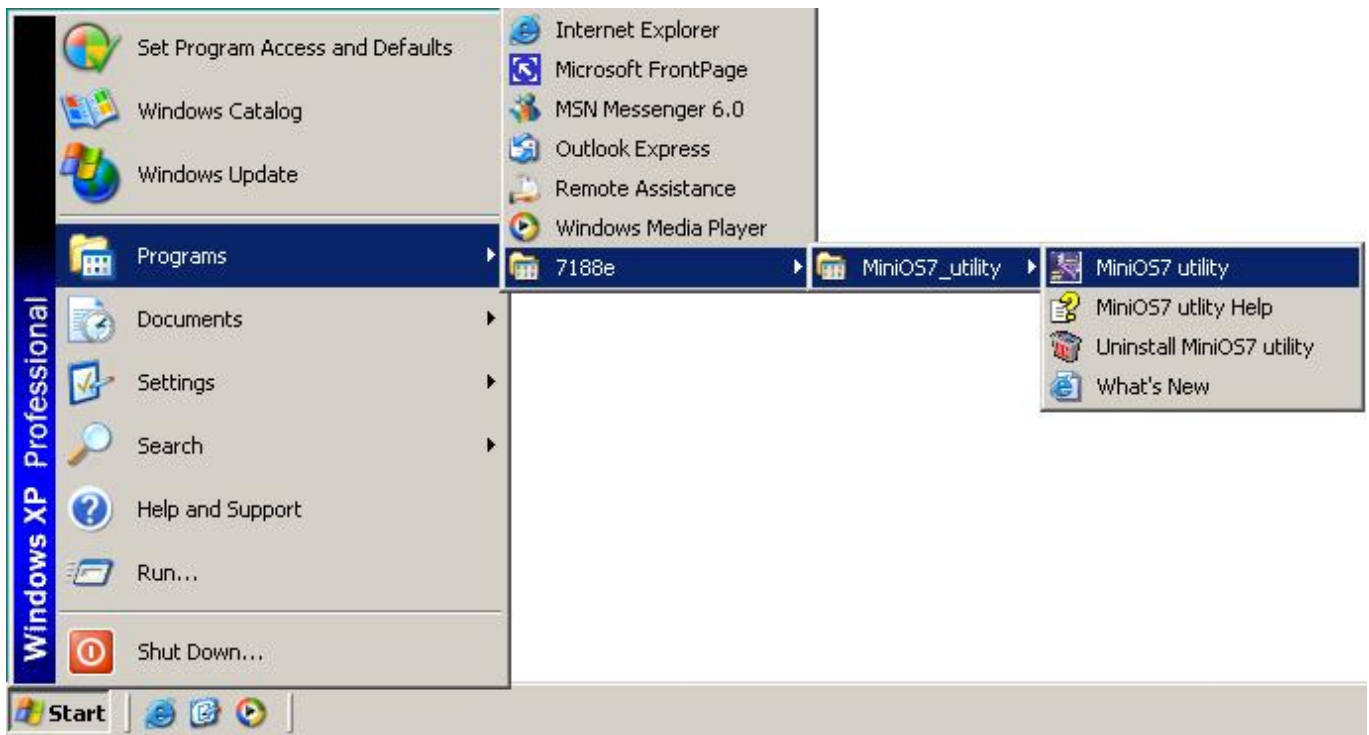 Set Program Access and Defaults
Windows Catalog
Windows Update
Programs
Documents
Settings
Search
Help and Support
Run...
Shut Down...
Windows XP Professional
Start
Internet Explorer
Microsoft FrontPage
MSN Messenger 6.0
Outlook Express
Remote Assistance
Windows Media Player
7188e
MiniOS7_utility
MiniOS7 utility
MiniOS7 utlity Help
Uninstall MiniOS7 utility
What's New